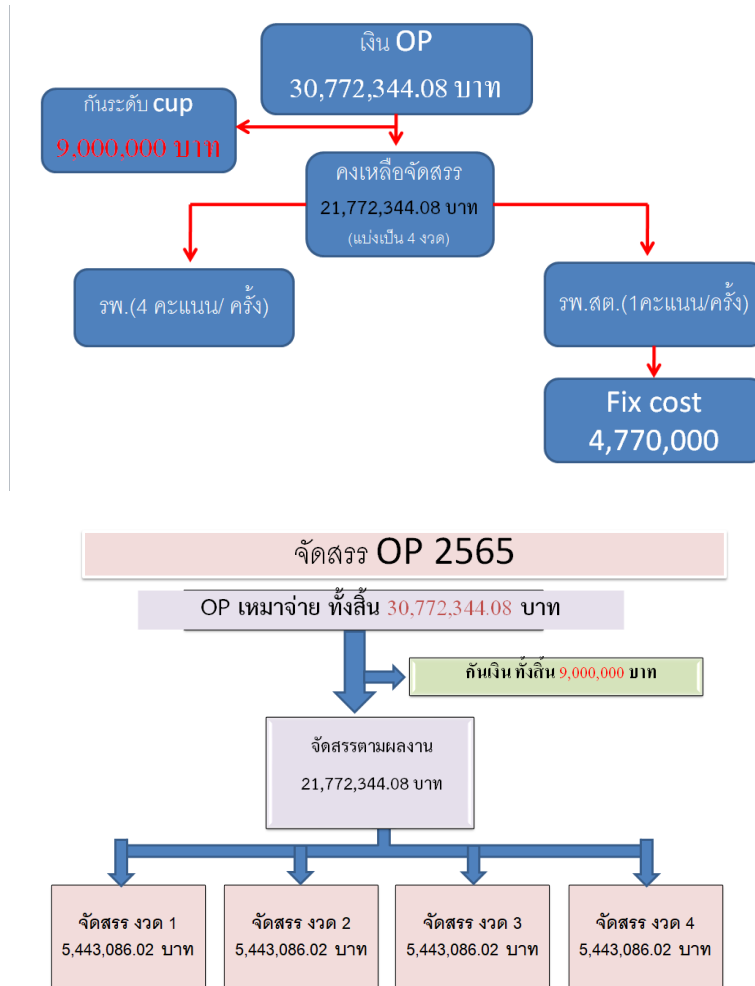 เงิน OP
30,772,344.08 บาท
กันระดับ cup
9,000,000 บาท
คงเหลือจัดสรร
21,772,344.08 บาท
(แบ่งเป็น 4 งวด)
รพ.(4 คะแนน/ ครั้ง)
รพ.สต.(1คะแนน/ครั้ง)
Fix cost
4,770,000
จัดสรร OP 2565
OP เหมาจ่าย ทั้งสิ้น 30,772,344.08 บาท
กันเงิน ทั้งสิ้น 9,000,000 บาท
จัดสรรตามผลงาน
21,772,344.08 บาท
จัดสรร งวด 1
5,443,086.02 บาท
จัดสรร งวด 2
5,443,086.02 บาท
จัดสรร งวด 3
5,443,086.02 บาท
จัดสรร งวด 4
5,443,086.02 บาท